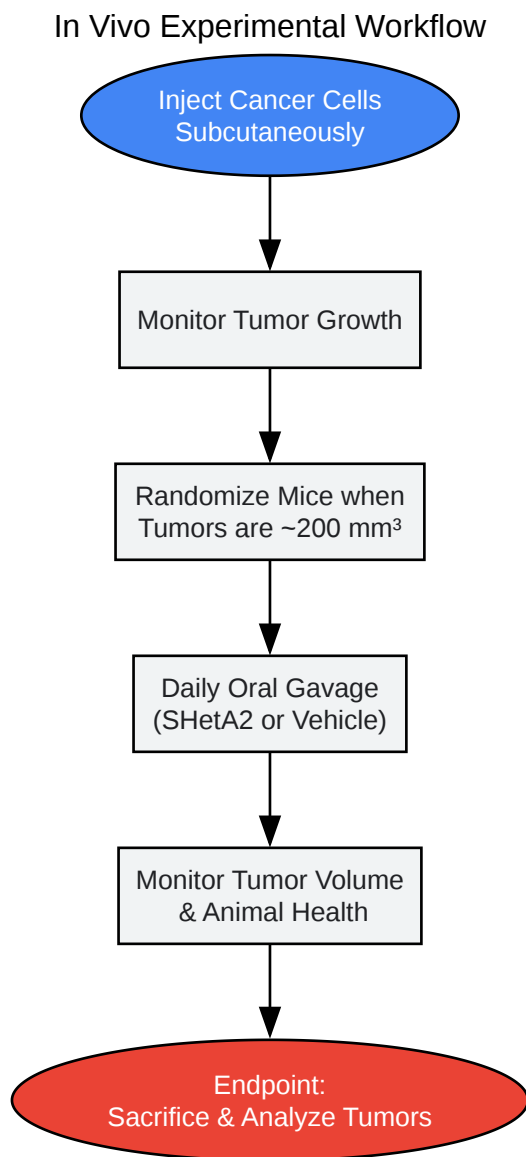 In Vivo Experimental Workflow
Inject Cancer Cells
Subcutaneously
Monitor Tumor Growth
Randomize Mice when
Tumors are ~200 mm³
Daily Oral Gavage
(SHetA2 or Vehicle)
Monitor Tumor Volume
& Animal Health
Endpoint:
Sacrifice & Analyze Tumors